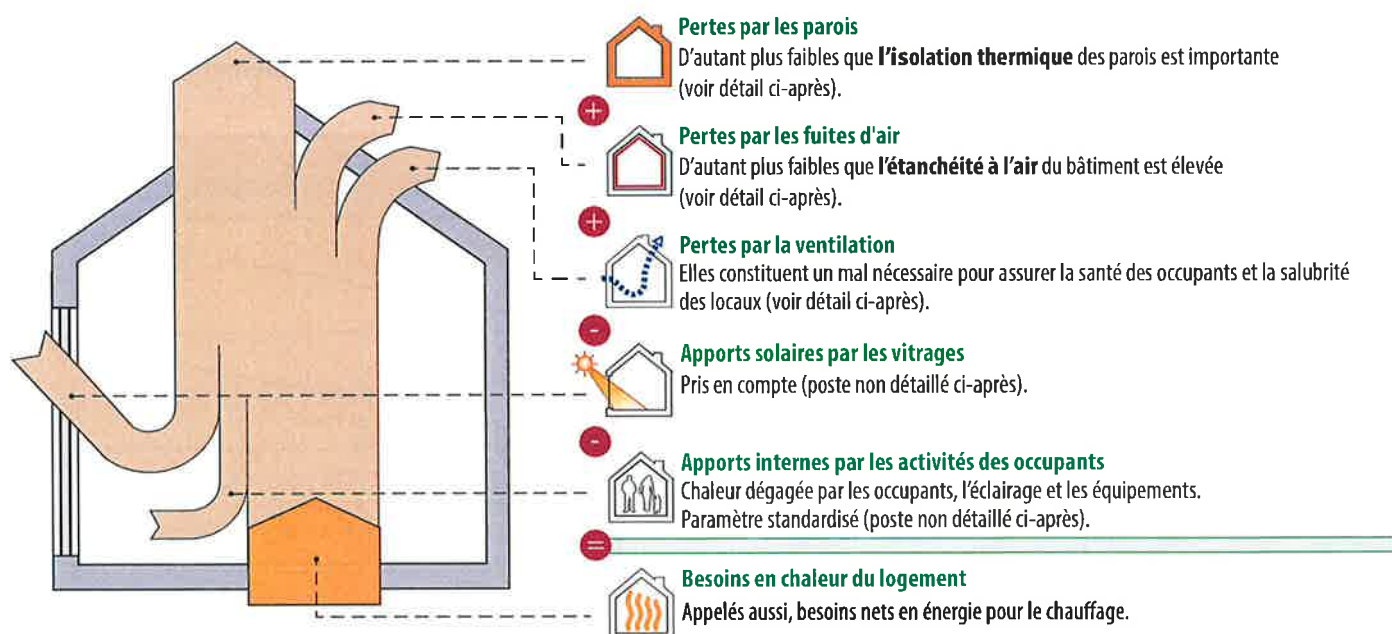 Pertes par les parois
D'autant plus faibles que l'isolation thermique des parois est importante
(voir détail ci-après).
+
Pertes par les fuites d'air
D'autant plus faibles que l'étanchéité à l'air du bâtiment est élevée
(voir détail ci-après).
+
Pertes par la ventilation
Elles constituent un mal nécessaire pour assurer la santé des occupants et la salubrité
des locaux (voir détail ci-après).
-
Apports solaires par les vitrages
Pris en compte (poste non détaillé ci-après).
-
Apports internes par les activités des occupants
Chaleur dégagée par les occupants, l'éclairage et les équipements.
Paramètre standardisé (poste non détaillé ci-après).
=
Besoins en chaleur du logement
Appelés aussi, besoins nets en énergie pour le chauffage.